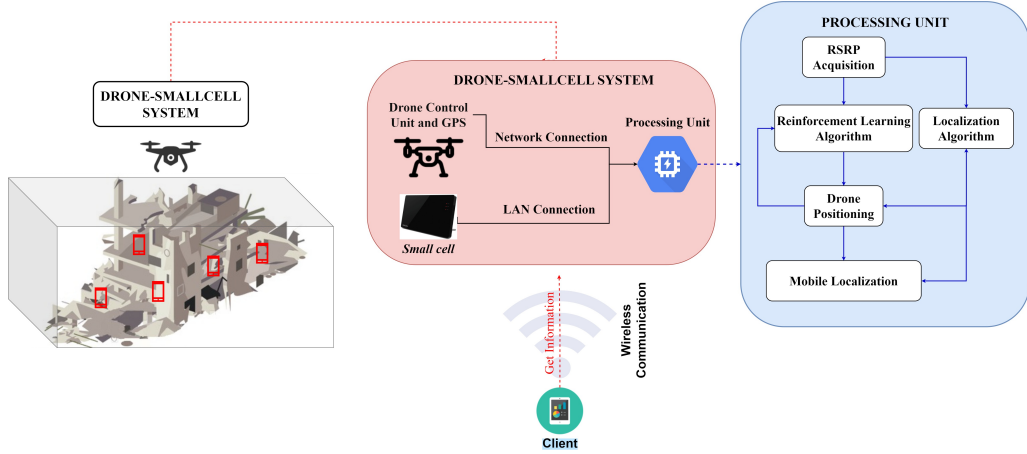 DRONE-SMALLCELL
SYSTEM
DRONE-SMALLCELL SYSTEM
Drone Control
Unit and GPS
Network Connection
Processing Unit
LAN Connection
Small cell
Get Information
Wireless
Communication
Client
PROCESSING UNIT
RSRP
Acquisition
Reinforcement Learning
Algorithm
Localization
Algorithm
Drone
Positioning
Mobile Localization